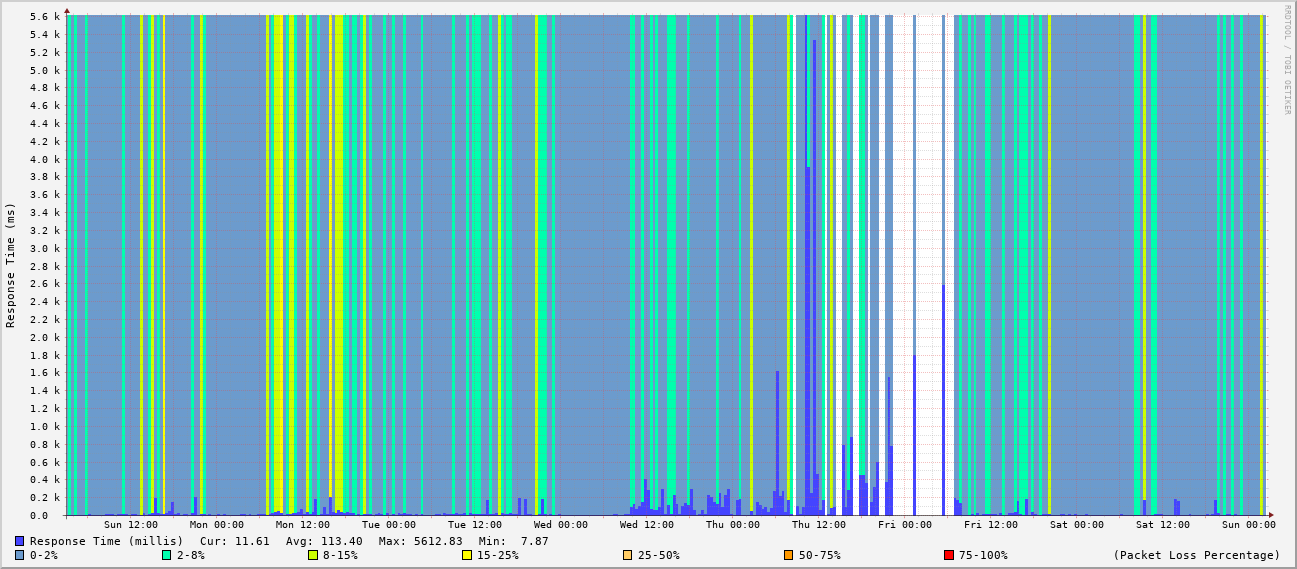 5.6 k
5.4 k
5.2 k
5.0 k
4.8 k
4.6 k
4.4 k
4.2 k
4.0 k
3.8 k
3.6 k
3.4 k
3.2 k
3.0 k
2.8 k
2.6 k
2.4 k
2.2 k
2.0 k
1.8 k
1.6 k
1.4 k
1.2 k
1.0 k
0.8 k
0.6 k
0.4 k
0.2 k
0.0
Response Time (ms)
RRDTOOL / TOBI OETIKER
Sun 12:00 Mon 00:00 Mon 12:00 Tue 00:00 Tue 12:00 Wed 00:00 Wed 12:00 Thu 00:00 Thu 12:00 Fri 00:00 Fri 12:00 Sat 00:00 Sat 12:00 Sun 00:00
Response Time (millis) Cur: 11.61 Avg: 113.40 Max: 5612.83 Min: 7.87
0-2% 2-8% 8-15% 15-25% 25-50% 50-75% 75-100% (Packet Loss Percentage)